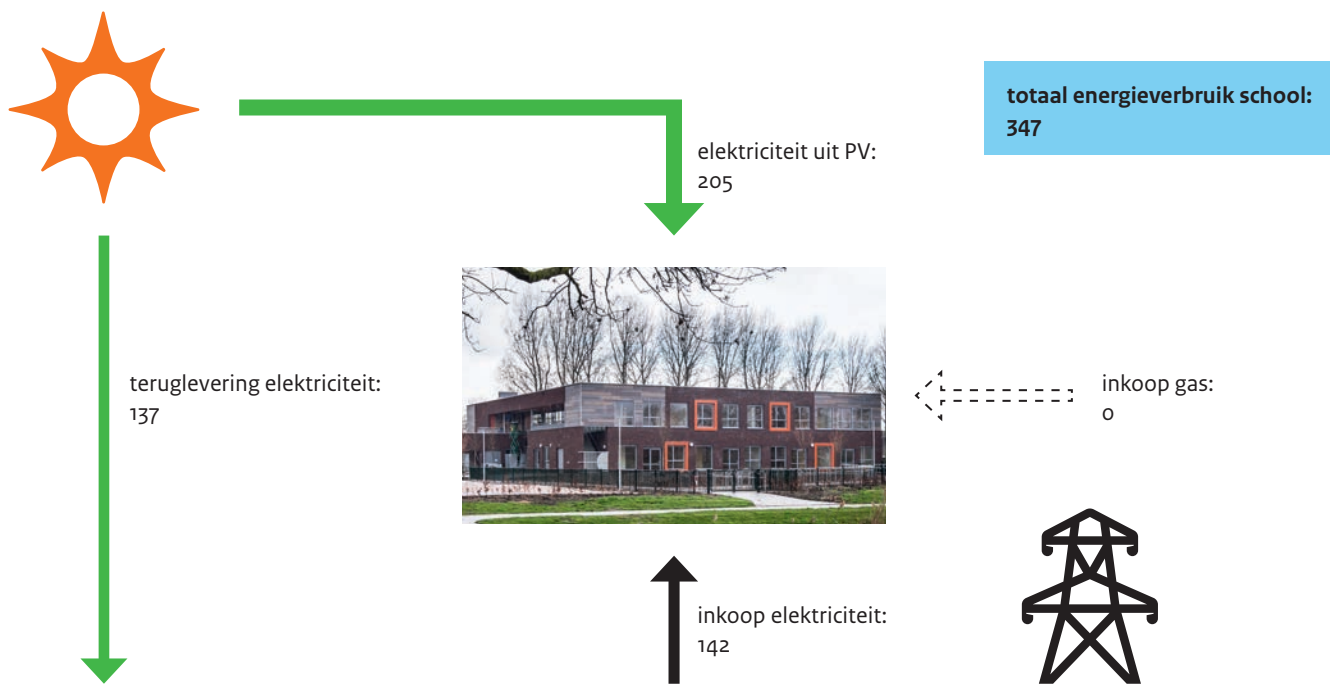 totaal energieverbruik school:
347
elektriciteit uit PV:
205
teruglevering elektriciteit:
137
inkoop gas:
0
inkoop elektriciteit:
142